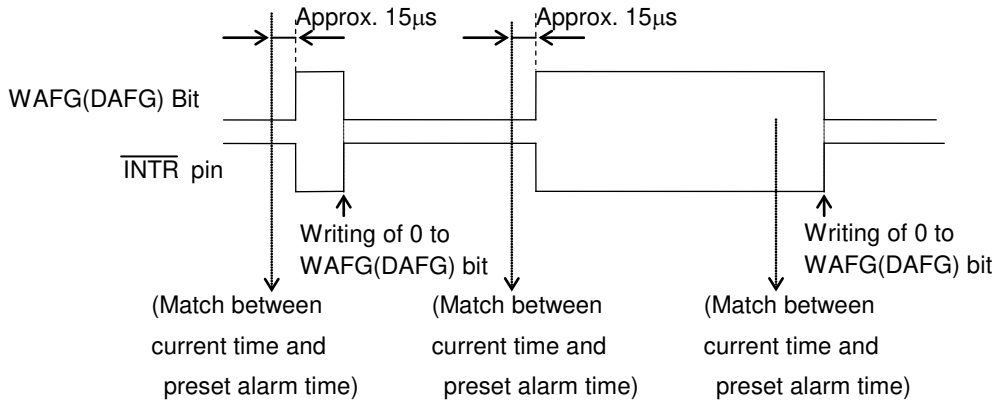 Approx. 15μs
Approx. 15μs
WAFG(DAFG) Bit
INTR pin
Writing of 0 to
WAFG(DAFG) bit
Writing of 0 to
WAFG(DAFG) bit
(Match between
current time and
preset alarm time)
(Match between
current time and
preset alarm time)
(Match between
current time and
preset alarm time)